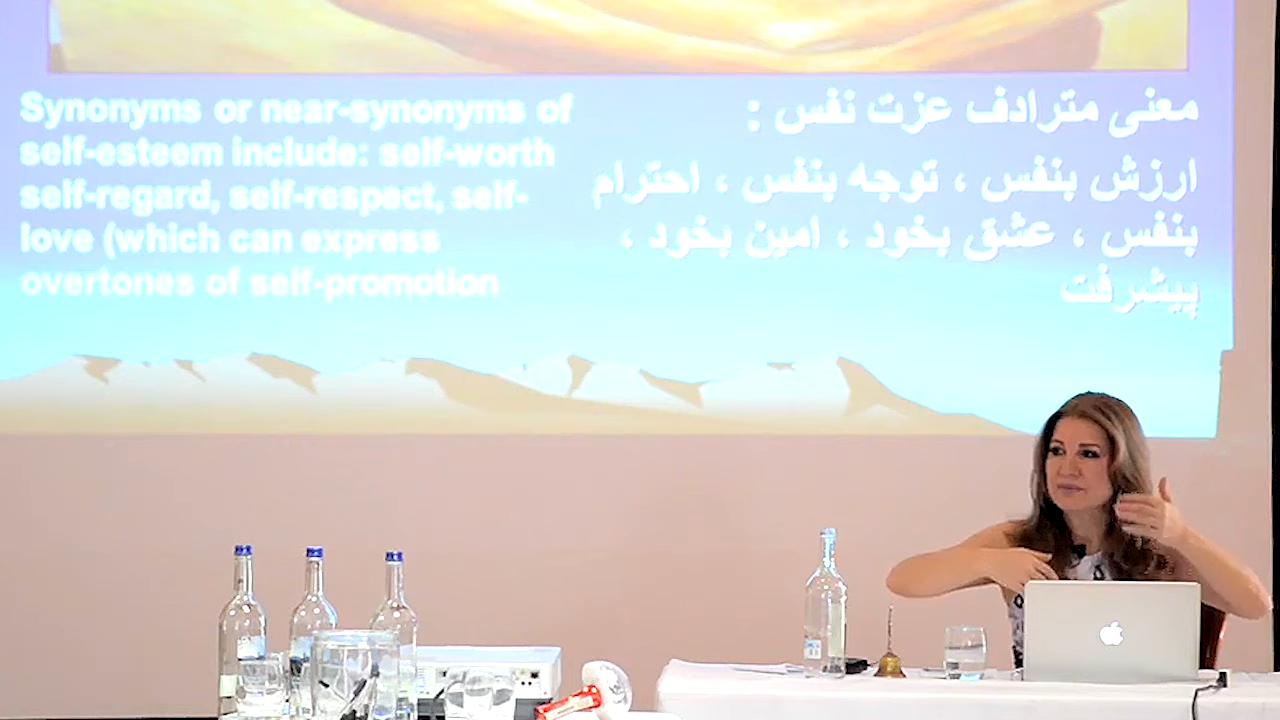 Synonyms or near-synonyms of
self-esteem include: self-worth
self-regard, self-respect, self-
love (which can express
overtones of self-promotion
معنی مترادف عزت نفس :
ارزش بنفس ، توجه بنفس ، احترام
بنفس ، عشق بخود ، امین بخود ،
پیشرفت